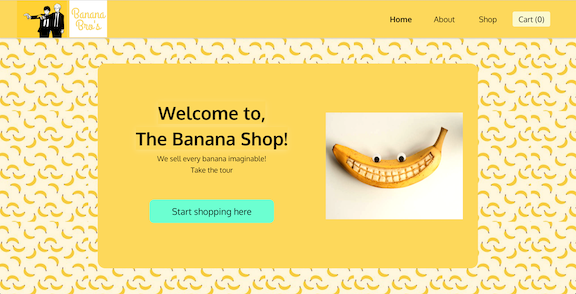 Banana
Bro's
Home
About
Shop
Cart (0)
Welcome to,
The Banana Shop!
We sell every banana imaginable!
Take the tour
Start shopping here